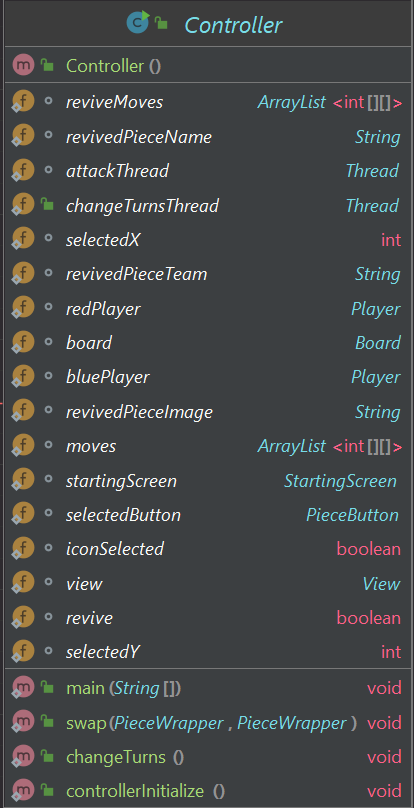 Controller
Controller ()
reviveMoves ArrayList <int[][]>
revivedPieceName String
attackThread Thread
changeTurnsThread Thread
selectedX int
revivedPieceTeam String
redPlayer Player
board Board
bluePlayer Player
revivedPieceImage String
moves ArrayList <int[][]>
startingScreen StartingScreen
selectedButton PieceButton
iconSelected boolean
view View
revive boolean
selectedY int
main (String []) void
swap (PieceWrapper , PieceWrapper ) void
changeTurns () void
controllerInitialize () void